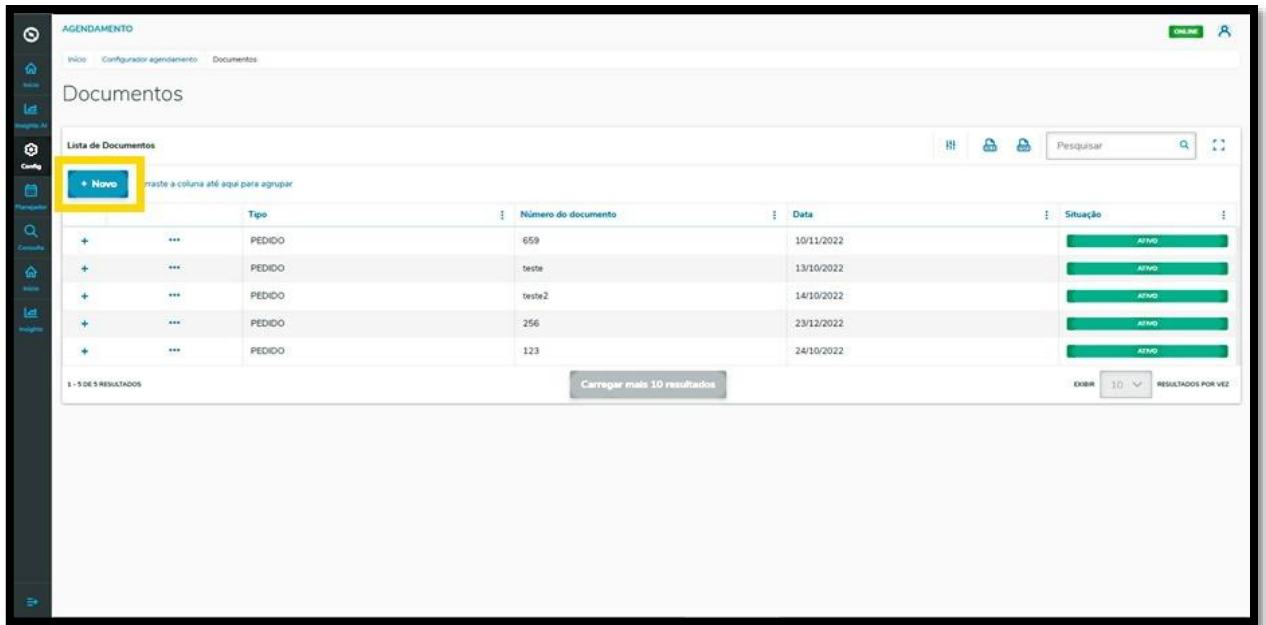 AGENDAMENTO
ONLINE
Início Configurador agendamento Documentos
Início
Documentos
Insights AI
Lista de Documentos
Pesquisar
Config
+ Novo
rraste a coluna até aqui para agrupar
Planejador
Tipo Número do documento Data Situação
Consulta
+ ••• PEDIDO 659 10/11/2022 ATIVO
+ ••• PEDIDO teste 13/10/2022 ATIVO
Início
+ ••• PEDIDO teste2 14/10/2022 ATIVO
+ ••• PEDIDO 256 23/12/2022 ATIVO
Insights
+ ••• PEDIDO 123 24/10/2022 ATIVO
1 - 5 DE 5 RESULTADOS Carregar mais 10 resultados EXIBIR 10 RESULTADOS POR VEZ